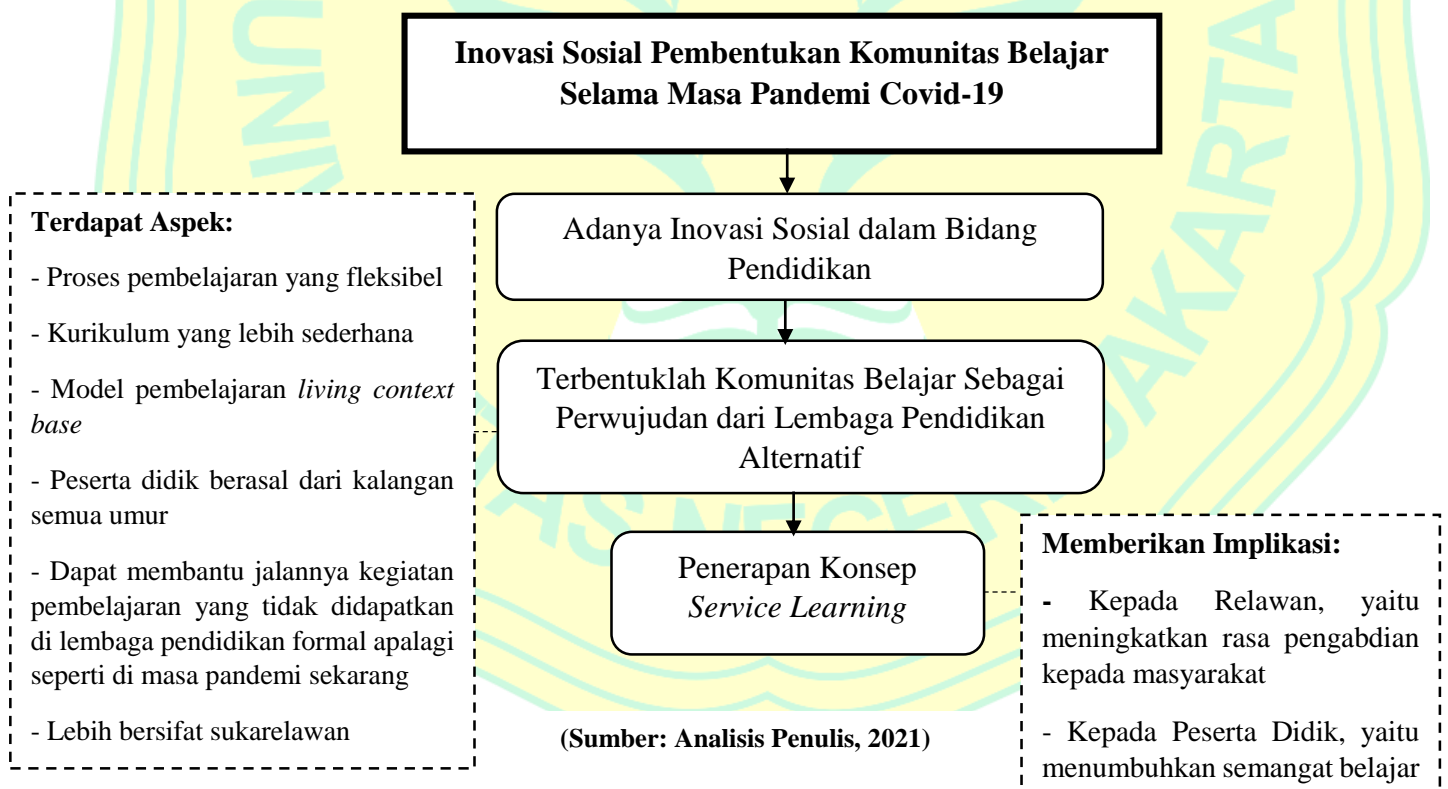 Inovasi Sosial Pembentukan Komunitas Belajar
Selama Masa Pandemi Covid-19
Terdapat Aspek:
- Proses pembelajaran yang fleksibel
- Kurikulum yang lebih sederhana
- Model pembelajaran living context
base
- Peserta didik berasal dari kalangan
semua umur
- Dapat membantu jalannya kegiatan
pembelajaran yang tidak didapatkan
di lembaga pendidikan formal apalagi
seperti di masa pandemi sekarang
- Lebih bersifat sukarelawan
Adanya Inovasi Sosial dalam Bidang
Pendidikan
Terbentuklah Komunitas Belajar Sebagai
Perwujudan dari Lembaga Pendidikan
Alternatif
Penerapan Konsep
Service Learning
Memberikan Implikasi:
- Kepada Relawan, yaitu
meningkatkan rasa pengabdian
kepada masyarakat
- Kepada Peserta Didik, yaitu
menumbuhkan semangat belajar
(Sumber: Analisis Penulis, 2021)